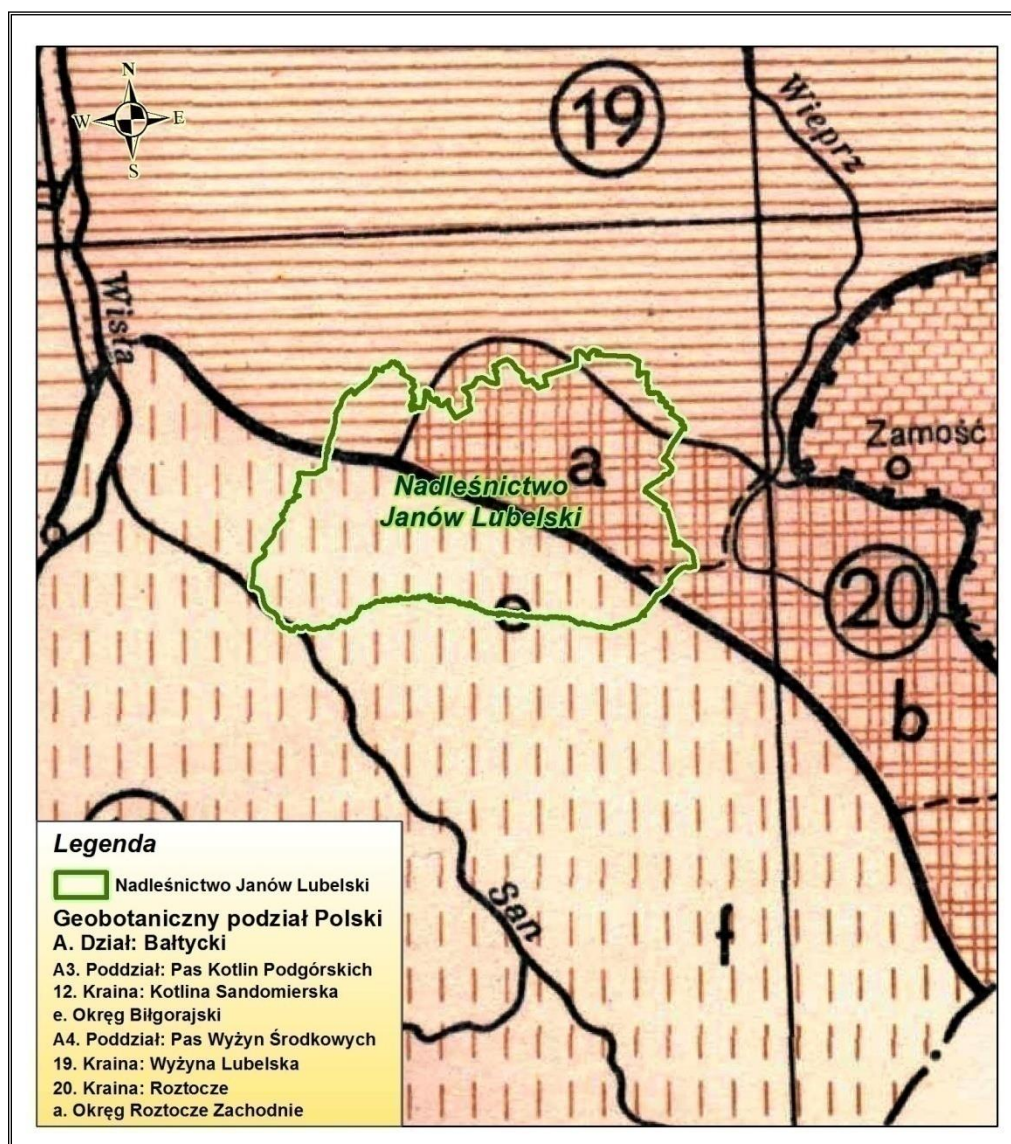 N
W E
S
19
Wieprz
Wisła
Zamość
a
Nadleśnictwo
Janów Lubelski
20
e
b
San
f
Legenda
Nadleśnictwo Janów Lubelski
Geobotaniczny podział Polski
A. Dział: Bałtycki
A3. Poddział: Pas Kotlin Podgórskich
12. Kraina: Kotlina Sandomierska
e. Okręg Biłgorajski
A4. Poddział: Pas Wyżyn Środkowych
19. Kraina: Wyżyna Lubelska
20. Kraina: Roztocze
a. Okręg Roztocze Zachodnie